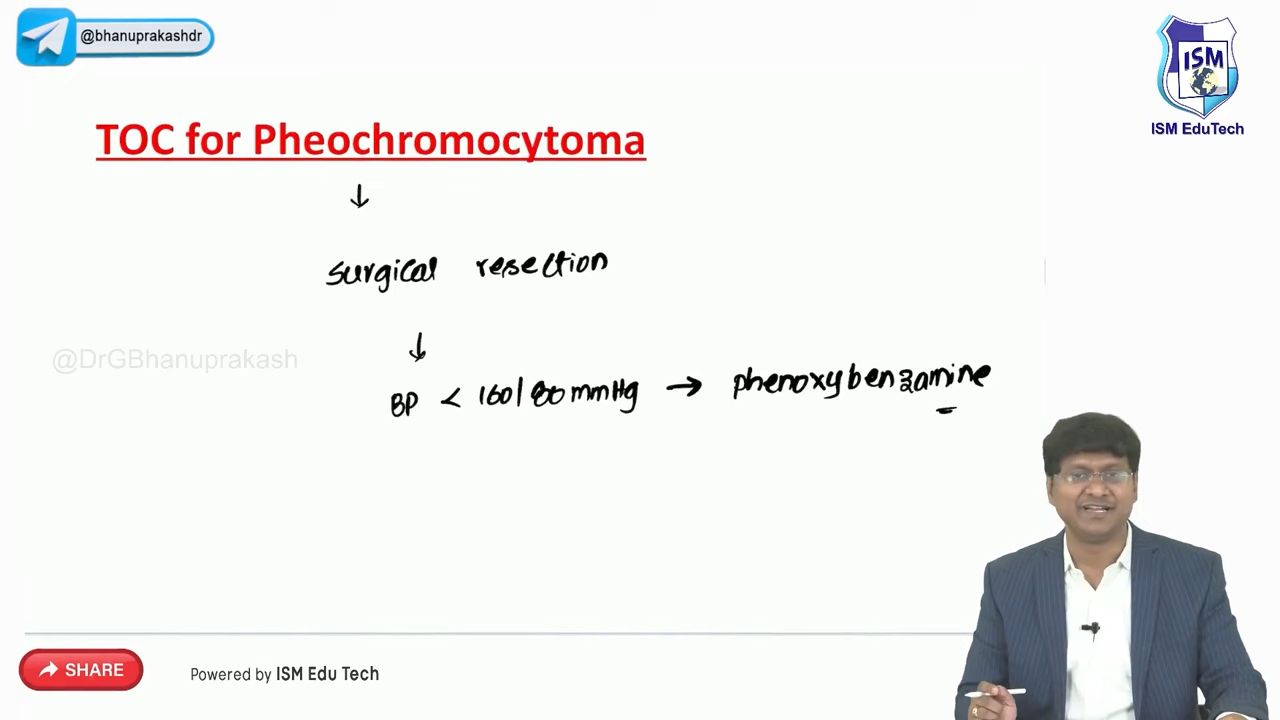 @bhanuprakashdr
ISM
ISM EduTech
TOC for Pheochromocytoma
↓
surgical resection
↓
@DrGBhanuprakash
BP < 160/80 mmHg → phenoxybenzamine
SHARE
Powered by ISM Edu Tech